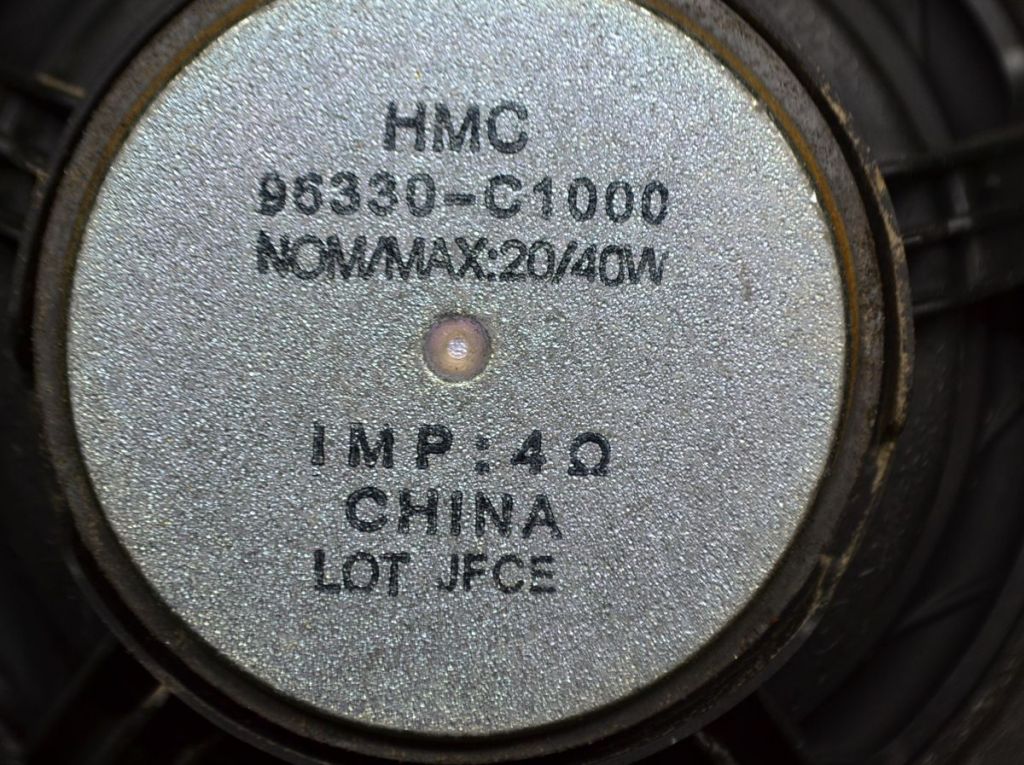 HMC
96330-C1000
NOM/MAX:20/40W
IMP:4Ω
CHINA
LOT JFCE